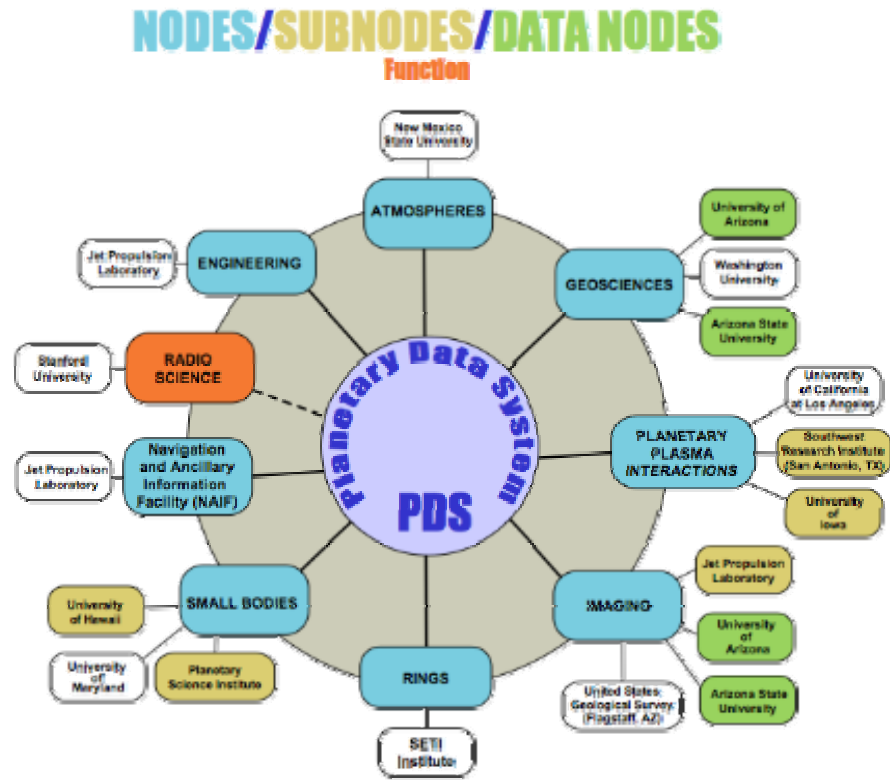 NODES/SUBNODES/DATA NODES
Function
New Mexico
State University
ATMOSPHERES
University of
Arizona
Jet Propulsion
Laboratory
ENGINEERING
Washington
University
GEOSCIENCES
Arizona State
University
Stanford
University
RADIO
SCIENCE
Planetary Data System
PDS
University
of California
at Los Angeles
PLANETARY
PLASMA
INTERACTIONS
Southwest
Research Institute
(San Antonio, TX)
University
of
Iowa
Jet Propulsion
Laboratory
Navigation
and Ancillary
Information
Facility (NAIF)
Jet Propulsion
Laboratory
University
of Hawaii
SMALL BODIES
IMAGING
University
of
Arizona
University
of
Maryland
Planetary
Science Institute
RINGS
United States
Geological Survey
(Flagstaff, AZ)
Arizona State
University
SETI
Institute